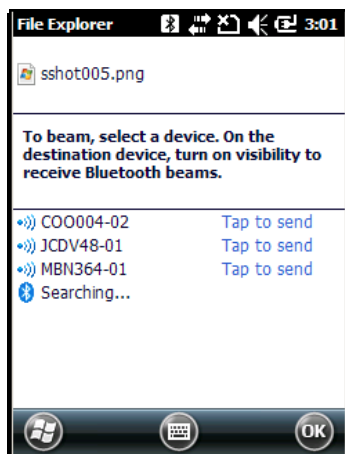 File Explorer 3:01
sshot005.png
To beam, select a device. On the
destination device, turn on visibility to
receive Bluetooth beams.
COO004-02 Tap to send
JCDV48-01 Tap to send
MBN364-01 Tap to send
Searching...
OK